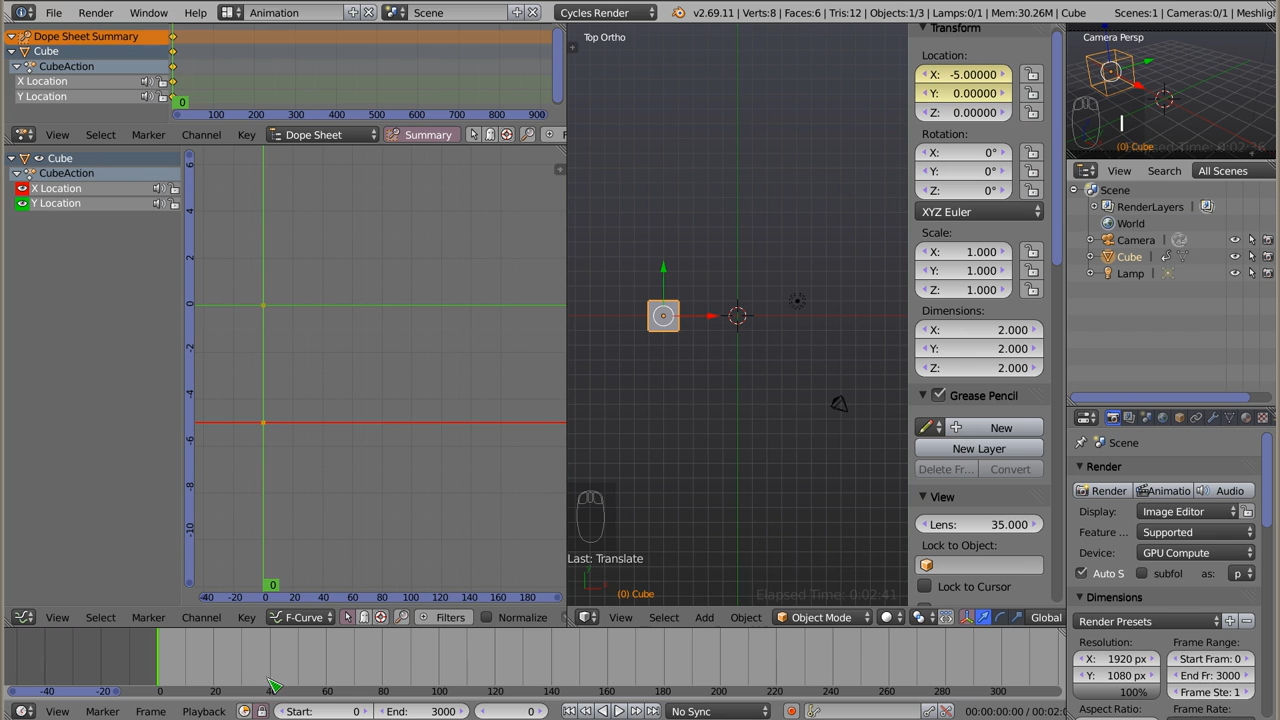 File Render Window Help Animation Scene Cycles Render v2.69.11 | Verts:8 | Faces:6 | Tris:12 | Objects:1/3 | Lamps:0/1 | Mem:30.26M | Cube Scenes:1 | Cameras:0/1 | Meshligh
Dope Sheet Summary
Cube
CubeAction
X Location
Y Location
0
100 200 300 400 500 600 700 800 900
View Select Marker Channel Key Dope Sheet Summary F
Cube
CubeAction
X Location
Y Location
6
4
2
0
-2
-4
-6
-8
-10
0
-40 -20 0 20 40 60 80 100 120 140 160 180
View Select Marker Channel Key F-Curve Filters Normalize
Top Ortho
Last: Translate
(0) Cube
Elapsed Time: 0:02:41
View Select Add Object Object Mode Global
Transform
Location:
X: -5.00000
Y: 0.00000
Z: 0.00000
Rotation:
X: 0°
Y: 0°
Z: 0°
XYZ Euler
Scale:
X: 1.000
Y: 1.000
Z: 1.000
Dimensions:
X: 2.000
Y: 2.000
Z: 2.000
Grease Pencil
New
New Layer
Delete Fr... Convert
View
Lens: 35.000
Lock to Object:
Lock to Cursor
Camera Persp
I
(0) Cube
View Search All Scenes
Scene
RenderLayers
World
Camera
Cube
Lamp
Scene
Render
Render Animatio Audio
Display: Image Editor
Feature ... Supported
Device: GPU Compute
Auto S subfol as: p
Dimensions
Render Presets
Resolution: Frame Range:
X: 1920 px Start Fram: 0
Y: 1080 px End Fr: 3000
100% Frame Ste: 1
Aspect Ratio: Frame Rate:
-40 -20 0 20 40 60 80 100 120 140 160 180 200 220 240 260 280 300
View Marker Frame Playback Start: 0 End: 3000 0 No Sync 00:00:00:00 / 00:02:0